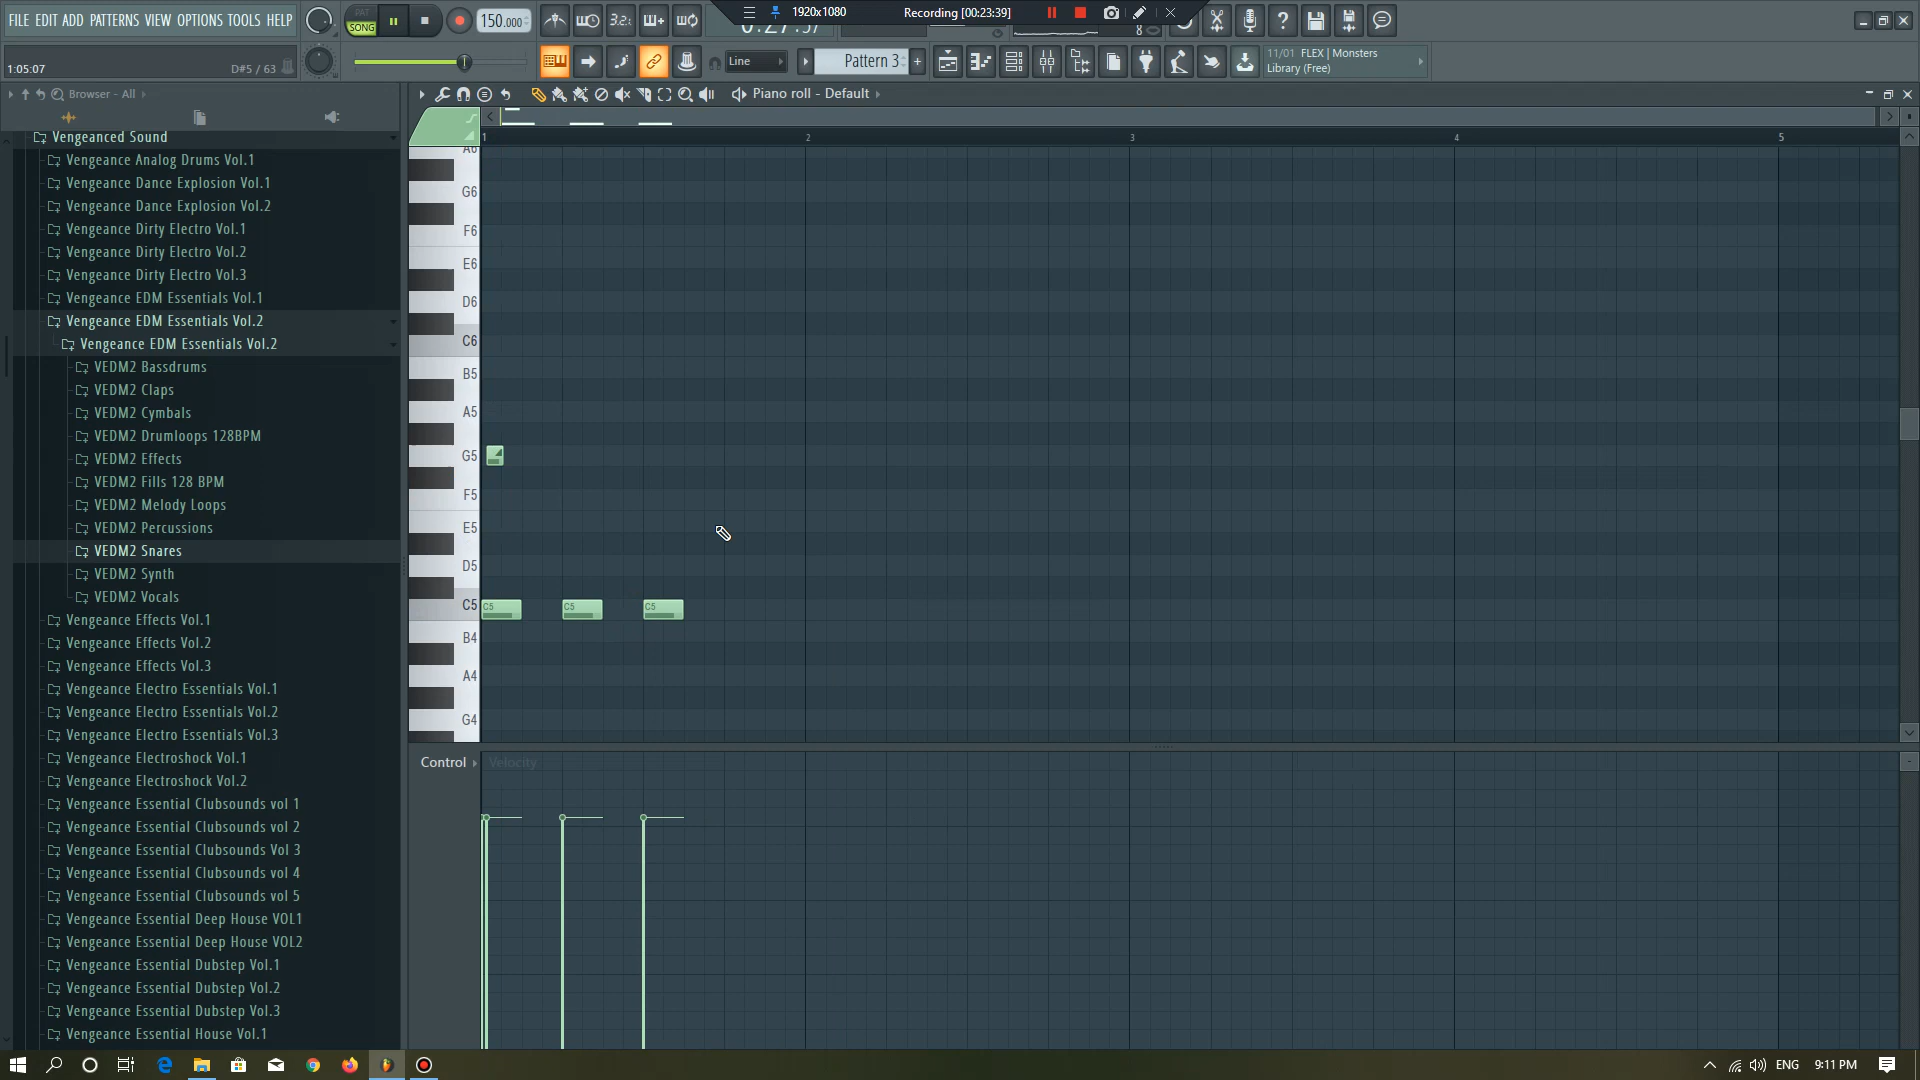 1920x1080
Recording [00:23:39]
FILE EDIT ADD PATTERNS VIEW OPTIONS TOOLS HELP
PAT
SONG
150.000
3.2:
8
1:05:07
D#5 / 63
Line
Pattern 3
11/01 FLEX | Monsters
Library (Free)
Browser - All
Piano roll - Default
Vengeanced Sound
Vengeance Analog Drums Vol.1
Vengeance Dance Explosion Vol.1
Vengeance Dance Explosion Vol.2
Vengeance Dirty Electro Vol.1
Vengeance Dirty Electro Vol.2
Vengeance Dirty Electro Vol.3
Vengeance EDM Essentials Vol.1
Vengeance EDM Essentials Vol.2
Vengeance EDM Essentials Vol.2
VEDM2 Bassdrums
VEDM2 Claps
VEDM2 Cymbals
VEDM2 Drumloops 128BPM
VEDM2 Effects
VEDM2 Fills 128 BPM
VEDM2 Melody Loops
VEDM2 Percussions
VEDM2 Snares
VEDM2 Synth
VEDM2 Vocals
Vengeance Effects Vol.1
Vengeance Effects Vol.2
Vengeance Effects Vol.3
Vengeance Electro Essentials Vol.1
Vengeance Electro Essentials Vol.2
Vengeance Electro Essentials Vol.3
Vengeance Electroshock Vol.1
Vengeance Electroshock Vol.2
Vengeance Essential Clubsounds vol 1
Vengeance Essential Clubsounds vol 2
Vengeance Essential Clubsounds Vol 3
Vengeance Essential Clubsounds vol 4
Vengeance Essential Clubsounds vol 5
Vengeance Essential Deep House VOL1
Vengeance Essential Deep House VOL2
Vengeance Essential Dubstep Vol.1
Vengeance Essential Dubstep Vol.2
Vengeance Essential Dubstep Vol.3
Vengeance Essential House Vol.1
1 2 3 4 5
A6
G6
F6
E6
D6
C6
B5
A5
G5
F5
E5
D5
C5
C5 C5 C5
B4
A4
G4
Control
Velocity
ENG
9:11 PM